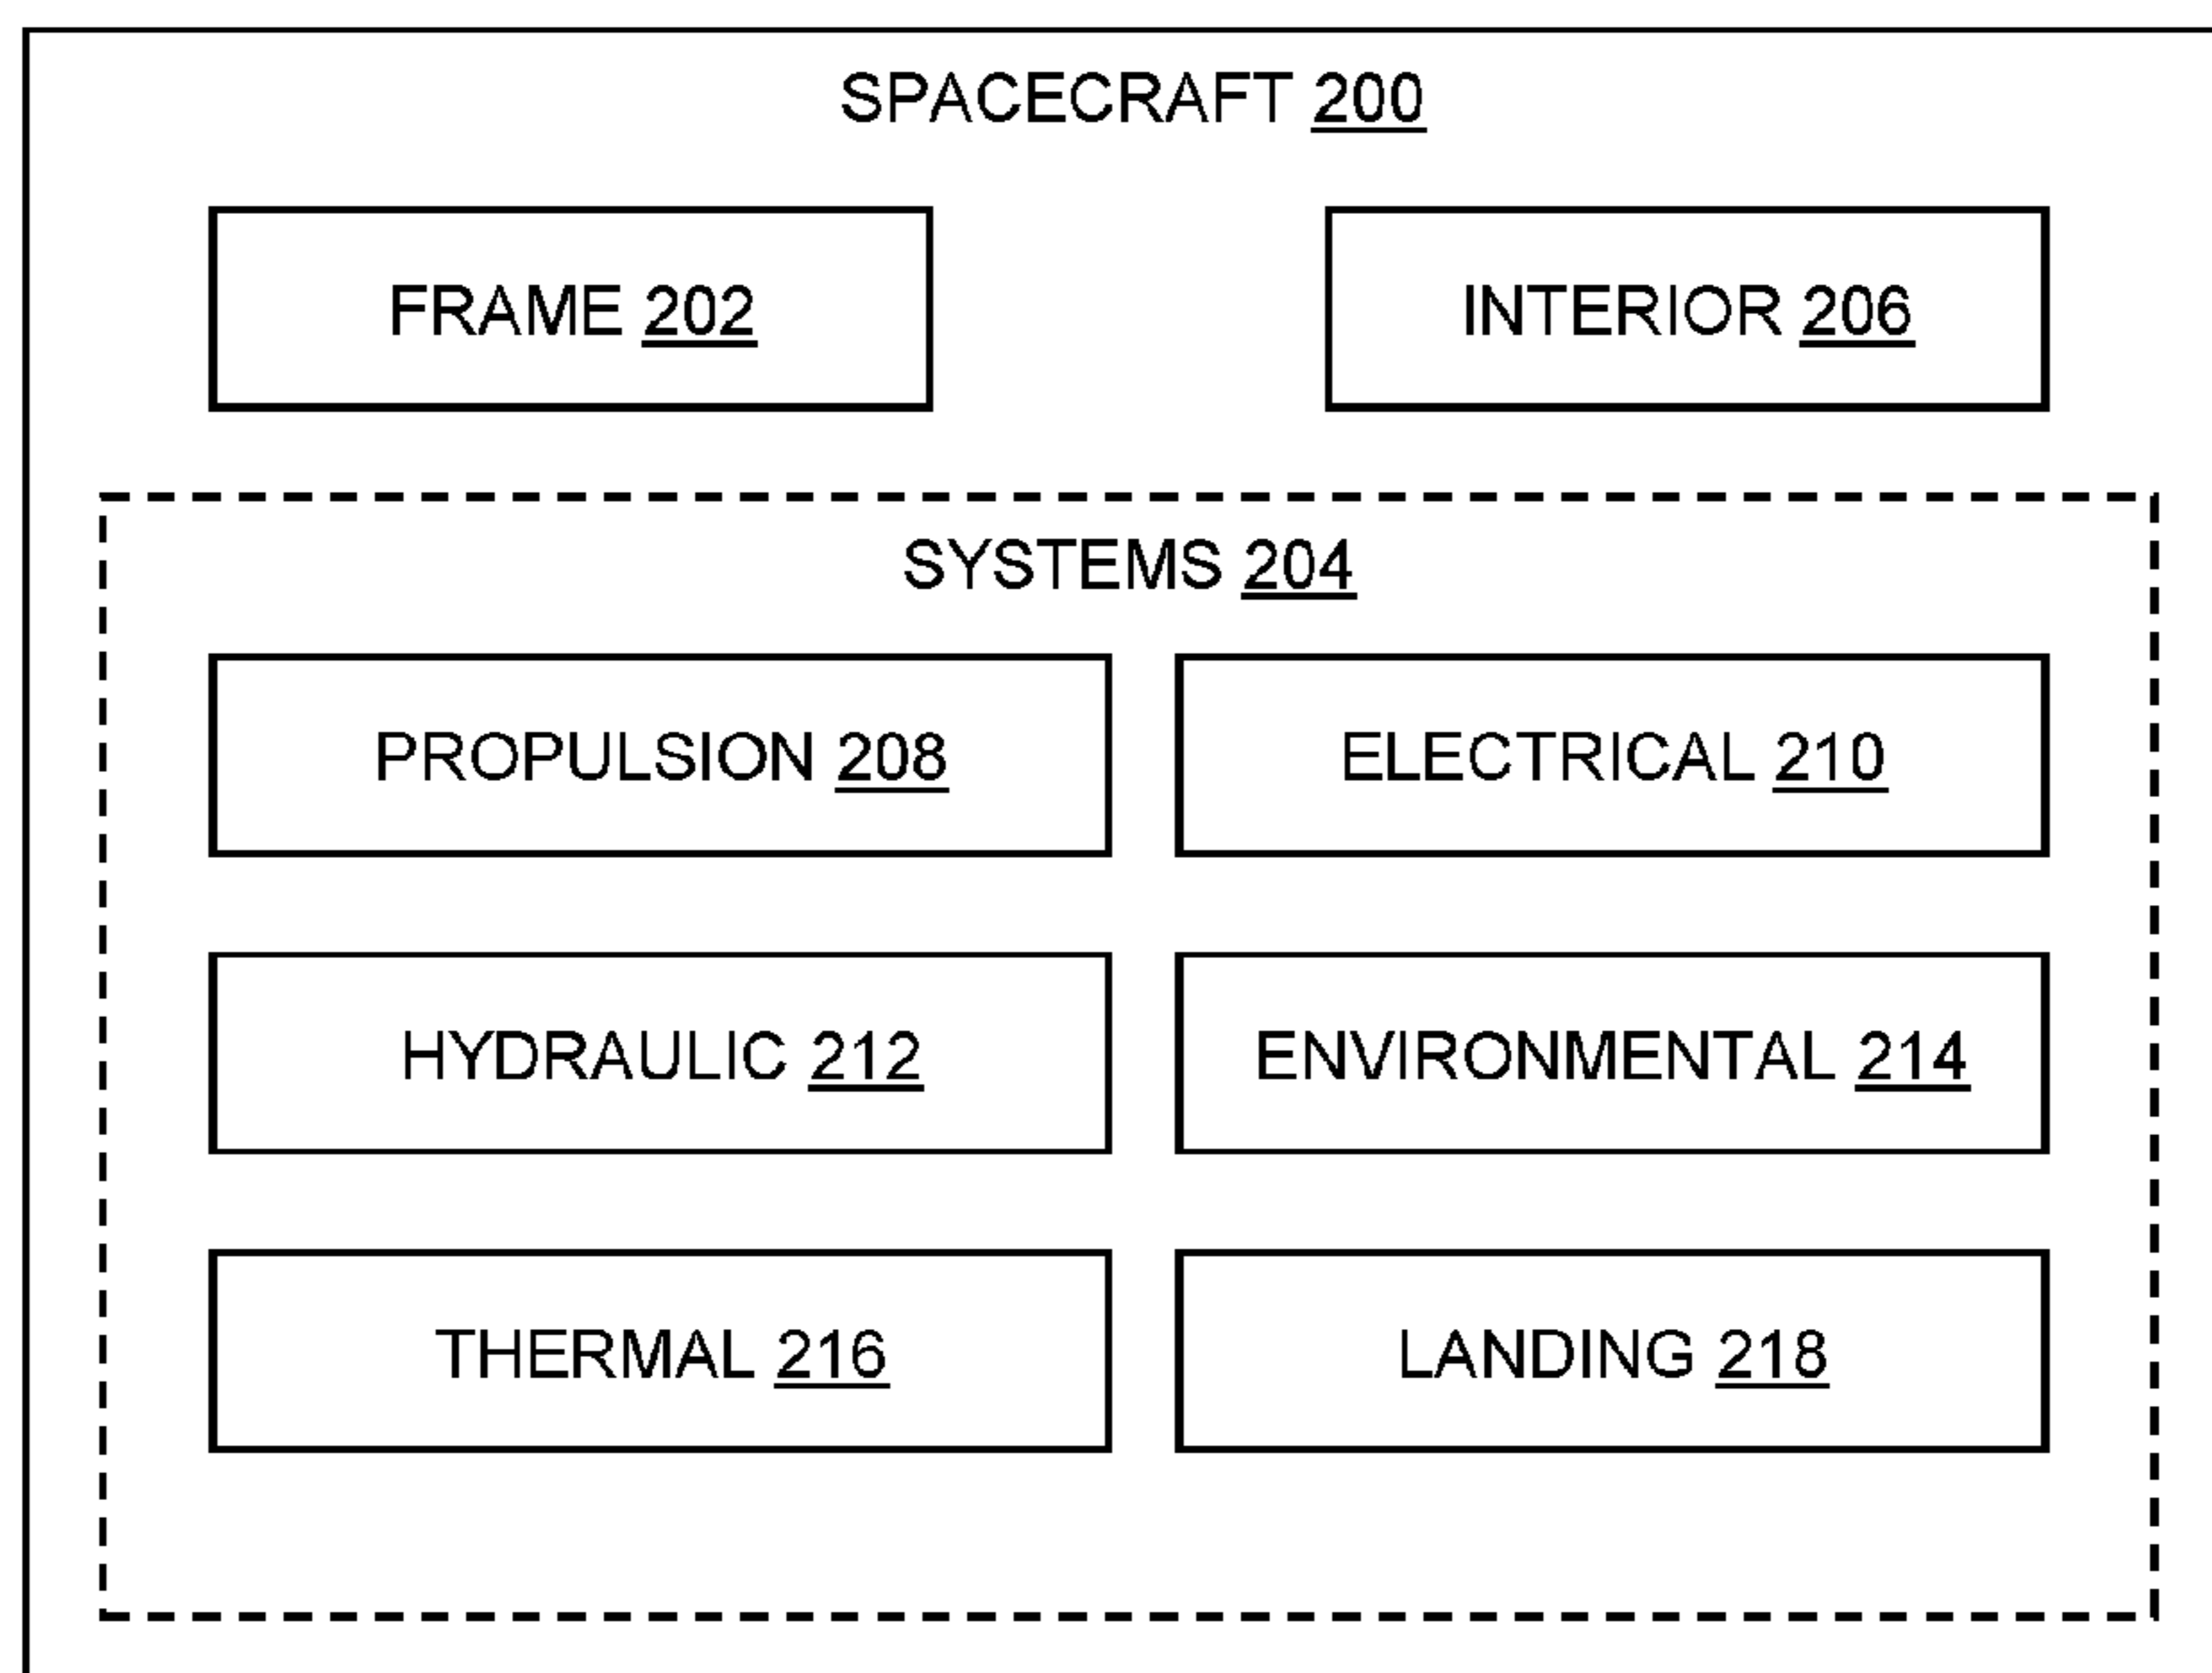 SPACECRAFT 200
FRAME 202
INTERIOR 206
SYSTEMS 204
PROPULSION 208
ELECTRICAL 210
HYDRAULIC 212
ENVIRONMENTAL 214
THERMAL 216
LANDING 218